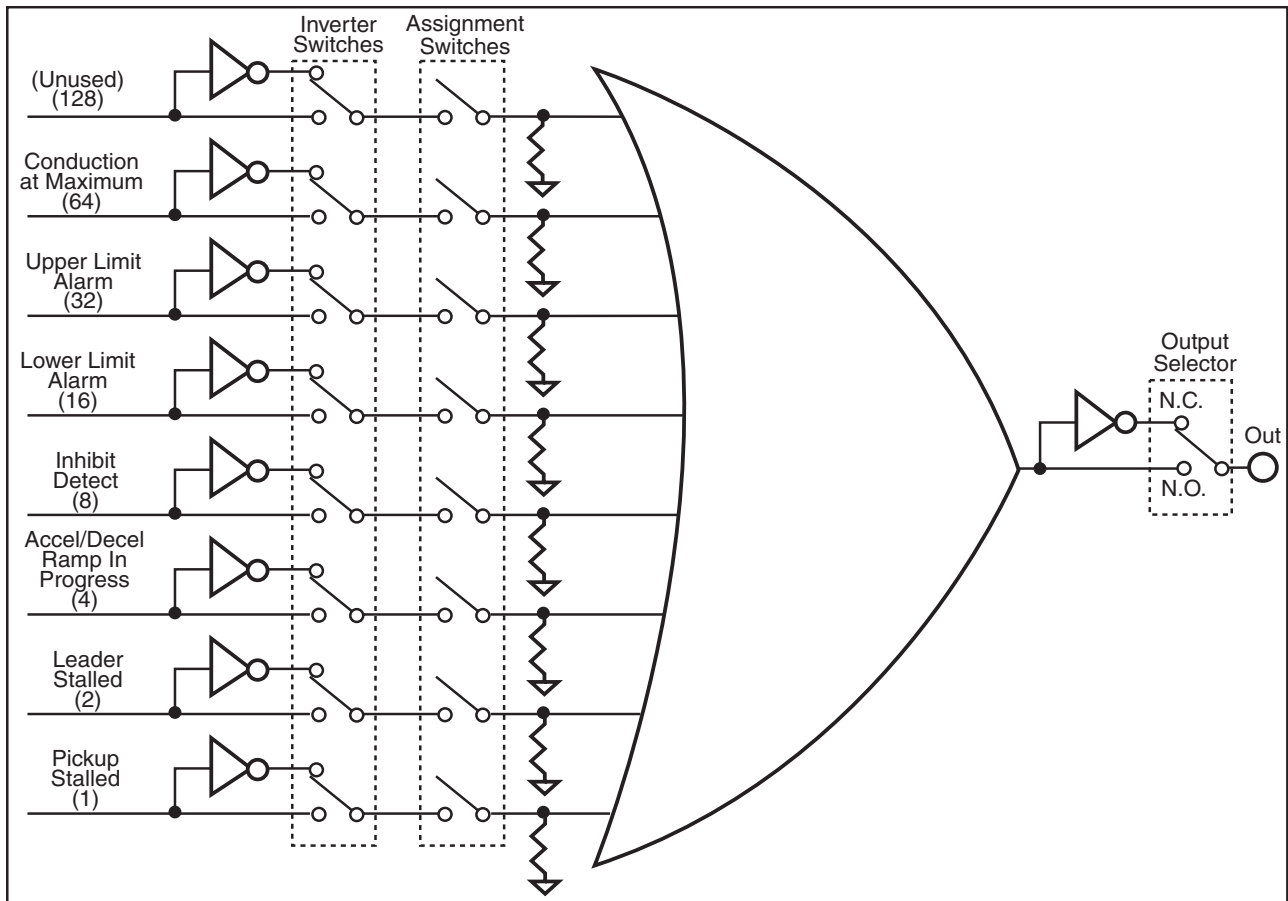 Inverter
Switches
Assignment
Switches
(Unused)
(128)
Conduction
at Maximum
(64)
Upper Limit
Alarm
(32)
Lower Limit
Alarm
(16)
Inhibit
Detect
(8)
Accel/Decel
Ramp In
Progress
(4)
Leader
Stalled
(2)
Pickup
Stalled
(1)
Output
Selector
N.C.
Out
N.O.